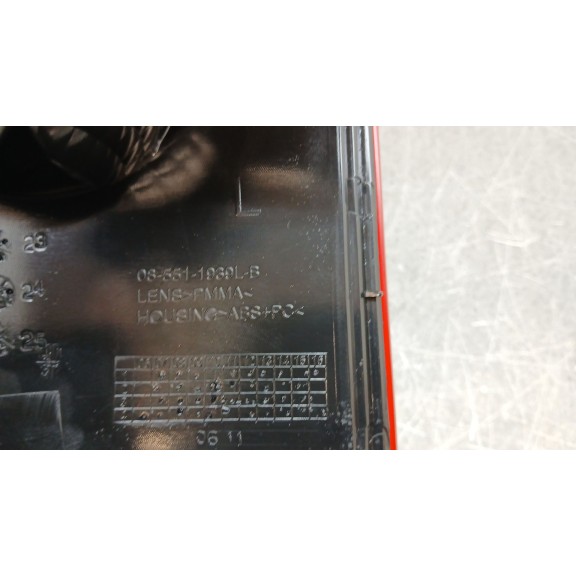 L
23
08-551-1939L-B
24
LENS>PMMA<
HOUSING>ABS+PC<
25
06 11